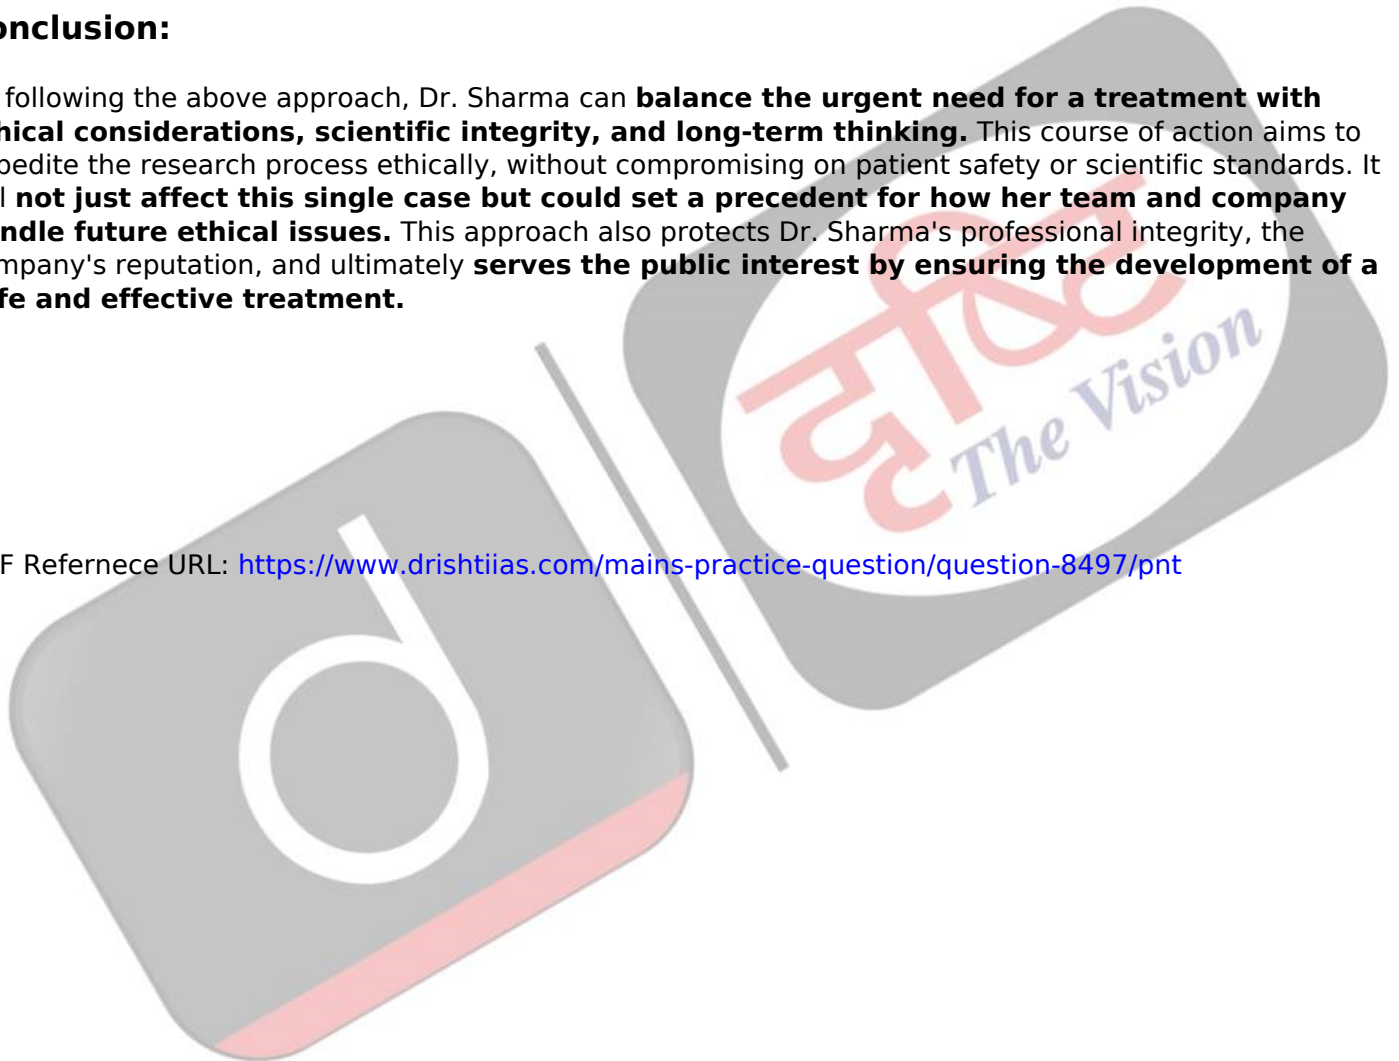 onclusion:
following the above approach, Dr. Sharma can balance the urgent need for a treatment with
hical considerations, scientific integrity, and long-term thinking. This course of action aims to
pedite the research process ethically, without compromising on patient safety or scientific standards. It
l not just affect this single case but could set a precedent for how her team and company
ndle future ethical issues. This approach also protects Dr. Sharma's professional integrity, the
mpany's reputation, and ultimately serves the public interest by ensuring the development of a
fe and effective treatment.
दृष्टि
The Vision
d
F Refernece URL: https://www.drishtiias.com/mains-practice-question/question-8497/pnt